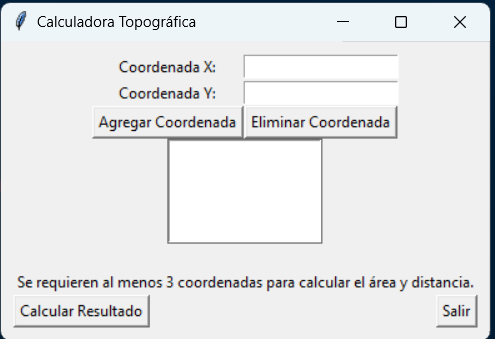 Calculadora Topográfica
Coordenada X:
Coordenada Y:
Agregar Coordenada Eliminar Coordenada
Se requieren al menos 3 coordenadas para calcular el área y distancia.
Calcular Resultado Salir